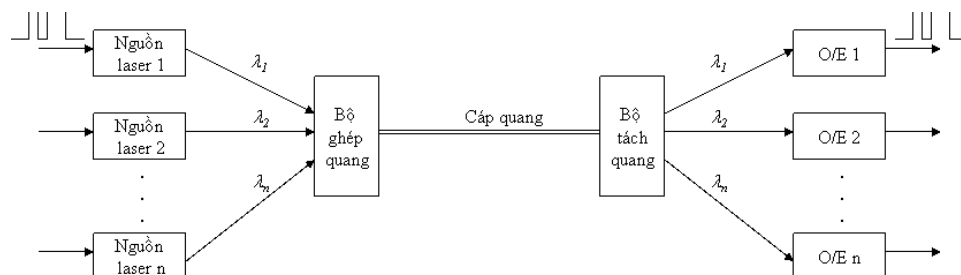 Nguồn
laser 1
λ1
Nguồn
laser 2
λ2
Nguồn
laser n
λn
Bộ
ghép
quang
Cáp quang
Bộ
tách
quang
λ1
O/E 1
λ2
O/E 2
λn
O/E n